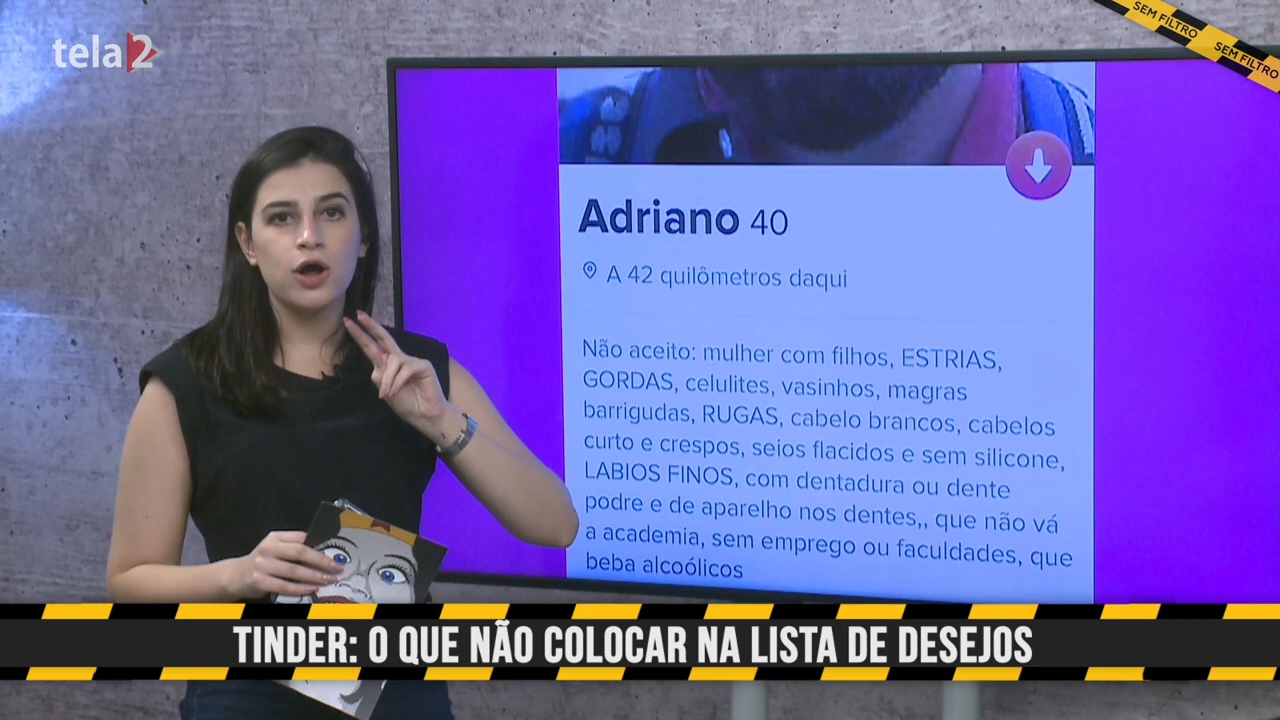 tela2
SEM FILTRO
SEM FILTRO
Adriano 40
A 42 quilômetros daqui
Não aceito: mulher com filhos, ESTRIAS,
GORDAS, celulites, vasinhos, magras
barrigudas, RUGAS, cabelo brancos, cabelos
curto e crespos, seios flacidos e sem silicone,
LABIOS FINOS, com dentadura ou dente
podre e de aparelho nos dentes,, que não vá
a academia, sem emprego ou faculdades, que
beba alcoólicos
TINDER: O QUE NÃO COLOCAR NA LISTA DE DESEJOS